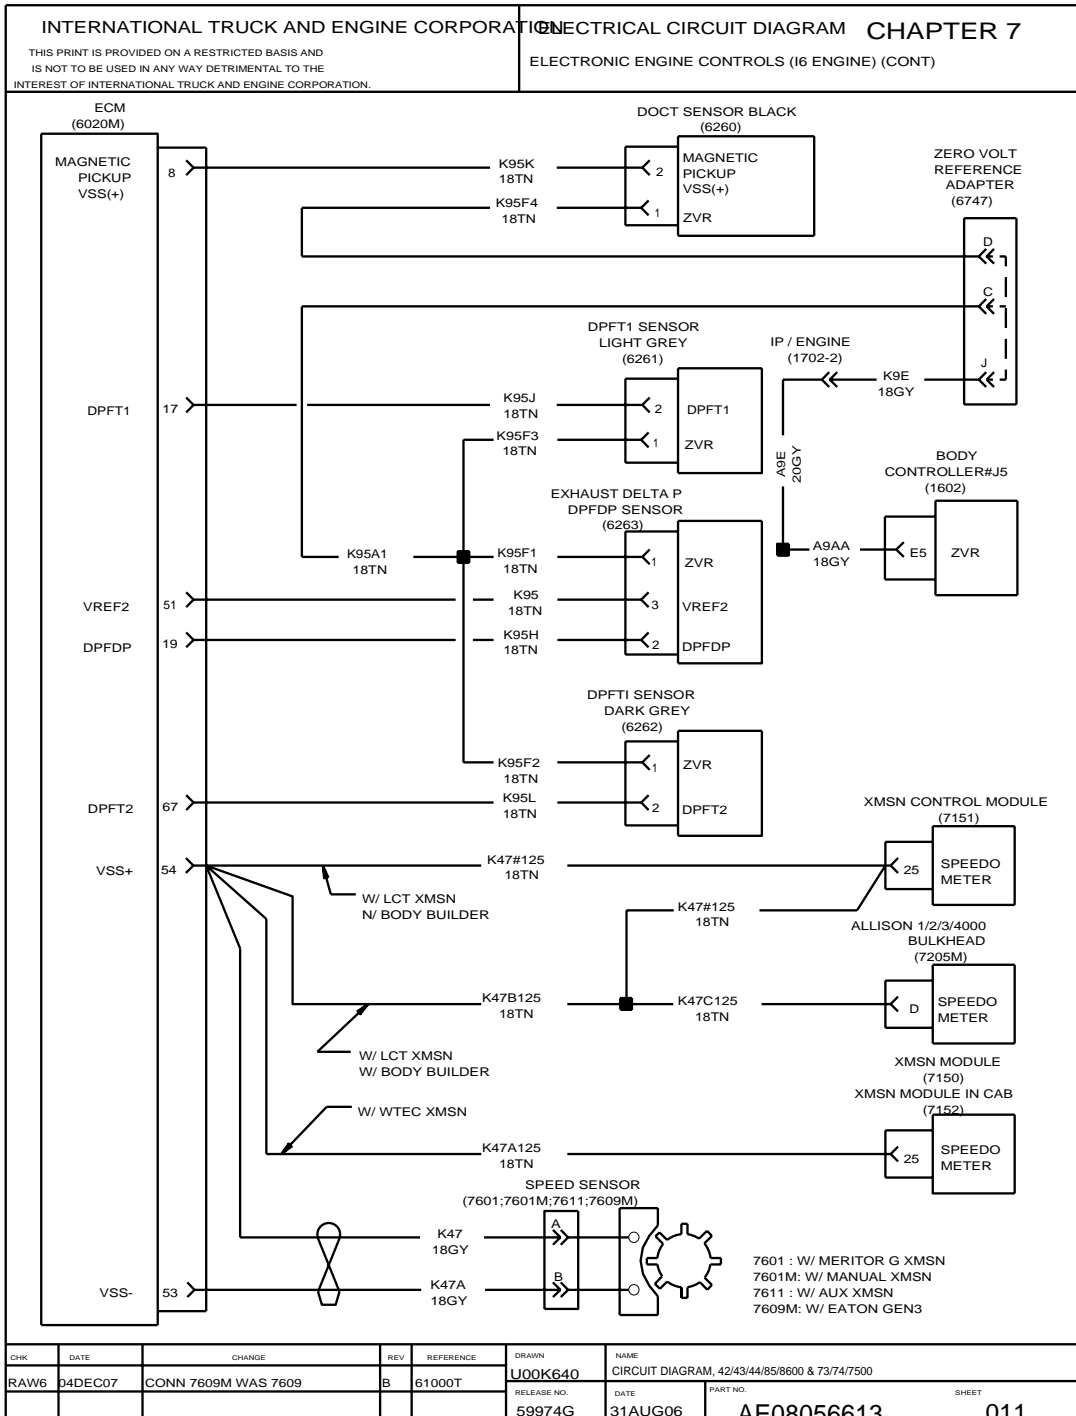 INTERNATIONAL TRUCK AND ENGINE CORPORATION
THIS PRINT IS PROVIDED ON A RESTRICTED BASIS AND
IS NOT TO BE USED IN ANY WAY DETRIMENTAL TO THE
INTEREST OF INTERNATIONAL TRUCK AND ENGINE CORPORATION.
ELECTRICAL CIRCUIT DIAGRAM CHAPTER 7
ELECTRONIC ENGINE CONTROLS (I6 ENGINE) (CONT)
ECM
(6020M)
MAGNETIC
PICKUP
VSS(+)
8
K95K
18TN
K95F4
18TN
DOCT SENSOR BLACK
(6260)
2
MAGNETIC
PICKUP
VSS(+)
1
ZVR
ZERO VOLT
REFERENCE
ADAPTER
(6747)
D
C
J
DPFT1 SENSOR
LIGHT GREY
(6261)
IP / ENGINE
(1702-2)
K9E
18GY
DPFT1
17
K95J
18TN
2
DPFT1
K95F3
18TN
1
ZVR
A9E
20GY
BODY
CONTROLLER#J5
(1602)
EXHAUST DELTA P
DPFDP SENSOR
(6263)
K95A1
18TN
K95F1
18TN
1
ZVR
A9AA
18GY
E5
ZVR
VREF2
51
K95
18TN
3
VREF2
DPFDP
19
K95H
18TN
2
DPFDP
DPFTI SENSOR
DARK GREY
(6262)
K95F2
18TN
1
ZVR
DPFT2
67
K95L
18TN
2
DPFT2
XMSN CONTROL MODULE
(7151)
VSS+
54
K47#125
18TN
25
SPEEDO
METER
W/ LCT XMSN
N/ BODY BUILDER
K47#125
18TN
ALLISON 1/2/3/4000
BULKHEAD
(7205M)
K47B125
18TN
K47C125
18TN
D
SPEEDO
METER
W/ LCT XMSN
W/ BODY BUILDER
XMSN MODULE
(7150)
XMSN MODULE IN CAB
(7152)
W/ WTEC XMSN
K47A125
18TN
25
SPEEDO
METER
SPEED SENSOR
(7601;7601M;7611;7609M)
K47
18GY
A
VSS-
53
K47A
18GY
B
7601 : W/ MERITOR G XMSN
7601M: W/ MANUAL XMSN
7611 : W/ AUX XMSN
7609M: W/ EATON GEN3
CHK DATE CHANGE REV REFERENCE
RAW6 04DEC07 CONN 7609M WAS 7609 B 61000T
DRAWN
U00K640
NAME
CIRCUIT DIAGRAM, 42/43/44/85/8600 & 73/74/7500
RELEASE NO.
59974G
DATE
31AUG06
PART NO.
AE08056613
SHEET
011